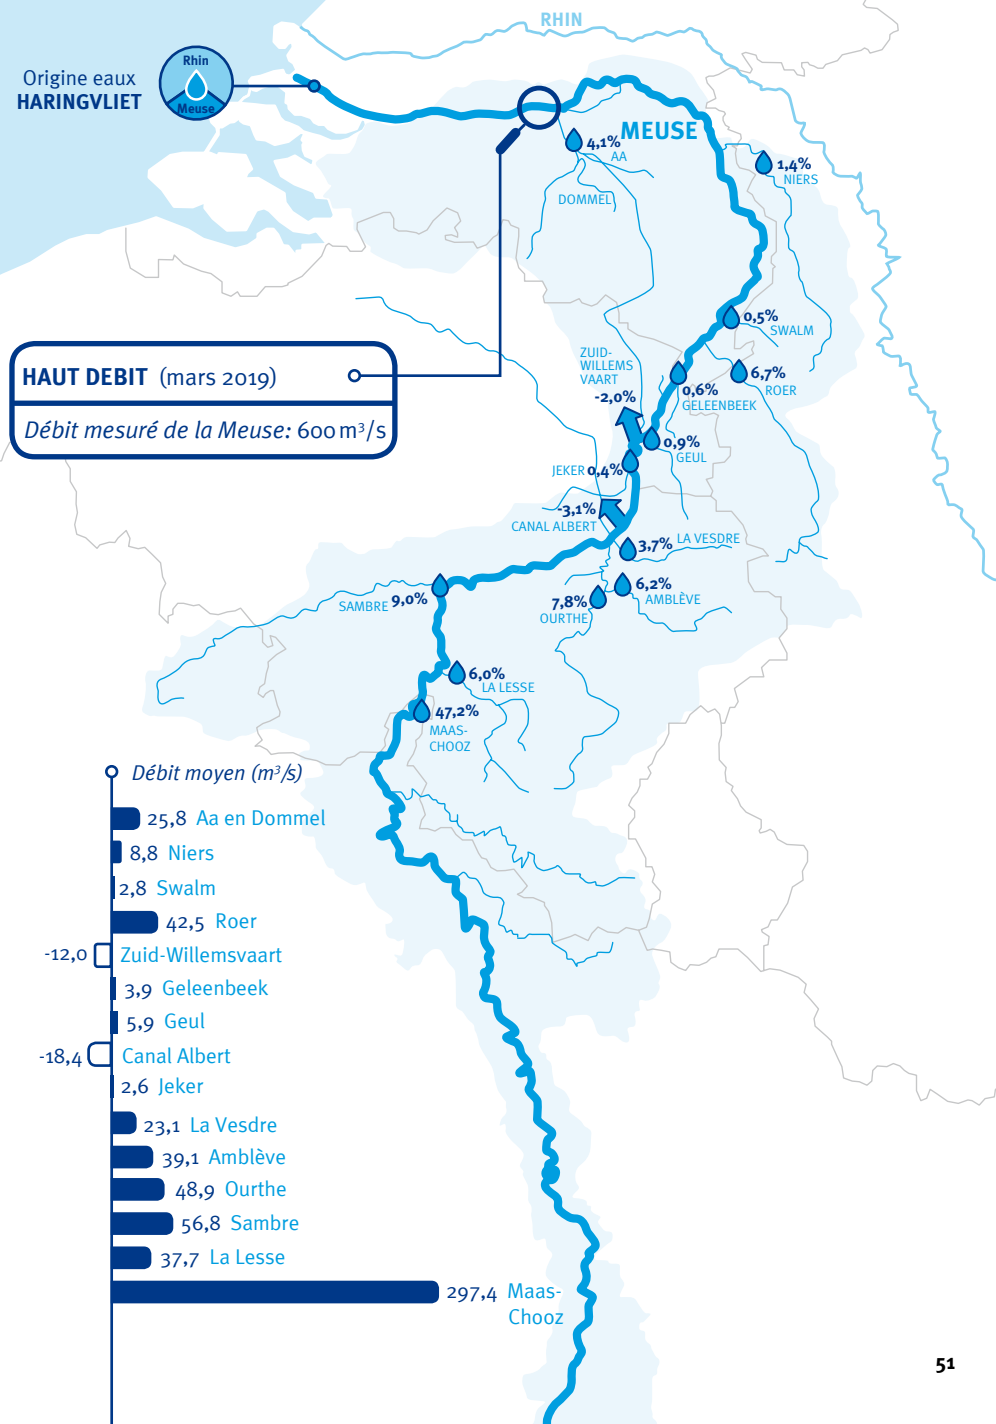 RHIN
Origine eaux
HARINGVLIET
Rhin
Meuse
MEUSE
4,1%
AA
DOMMEL
1,4%
NIERS
0,5%
SWALM
HAUT DEBIT (mars 2019)
Débit mesuré de la Meuse: 600 m³/s
ZUID-
WILLEMS
VAART
-2,0%
0,6%
GELEENBEEK
6,7%
ROER
0,9%
GEUL
JEKER 0,4%
-3,1%
CANAL ALBERT
3,7% LA VESDRE
6,2%
AMBLÈVE
7,8%
OURTHE
SAMBRE 9,0%
6,0%
LA LESSE
47,2%
MAAS-
CHOOZ
Débit moyen (m³/s)
25,8 Aa en Dommel
8,8 Niers
2,8 Swalm
42,5 Roer
-12,0 Zuid-Willemsvaart
3,9 Geleenbeek
5,9 Geul
-18,4 Canal Albert
2,6 Jeker
23,1 La Vesdre
39,1 Amblève
48,9 Ourthe
56,8 Sambre
37,7 La Lesse
297,4 Maas-
Chooz
51